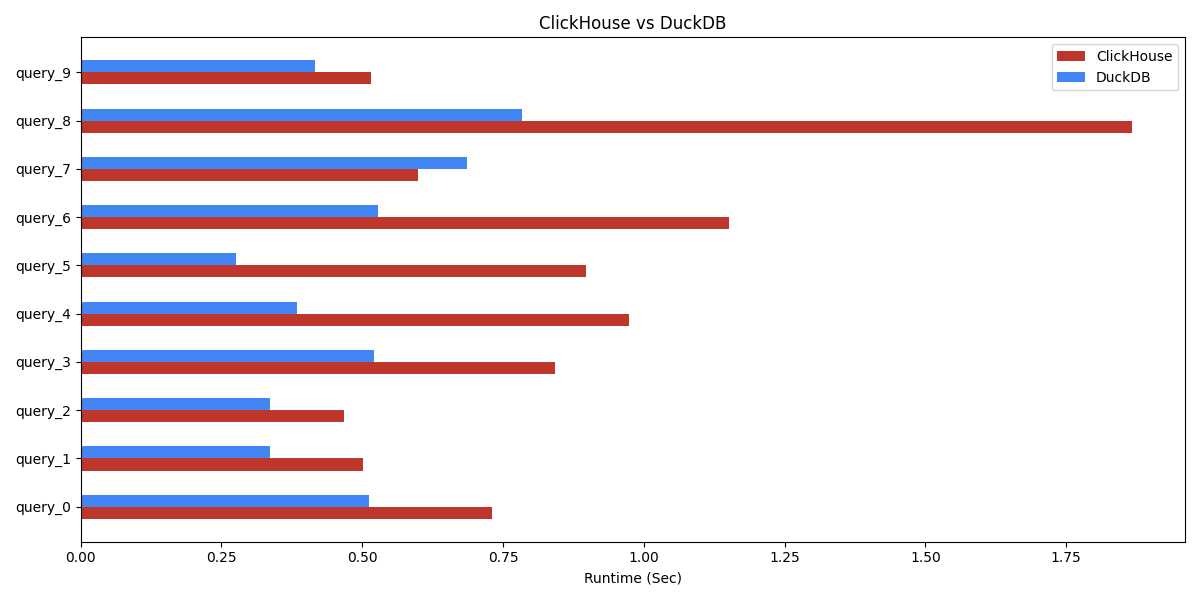 ClickHouse vs DuckDB
ClickHouse
DuckDB
query_9
query_8
query_7
query_6
query_5
query_4
query_3
query_2
query_1
query_0
0.00 0.25 0.50 0.75 1.00 1.25 1.50 1.75
Runtime (Sec)